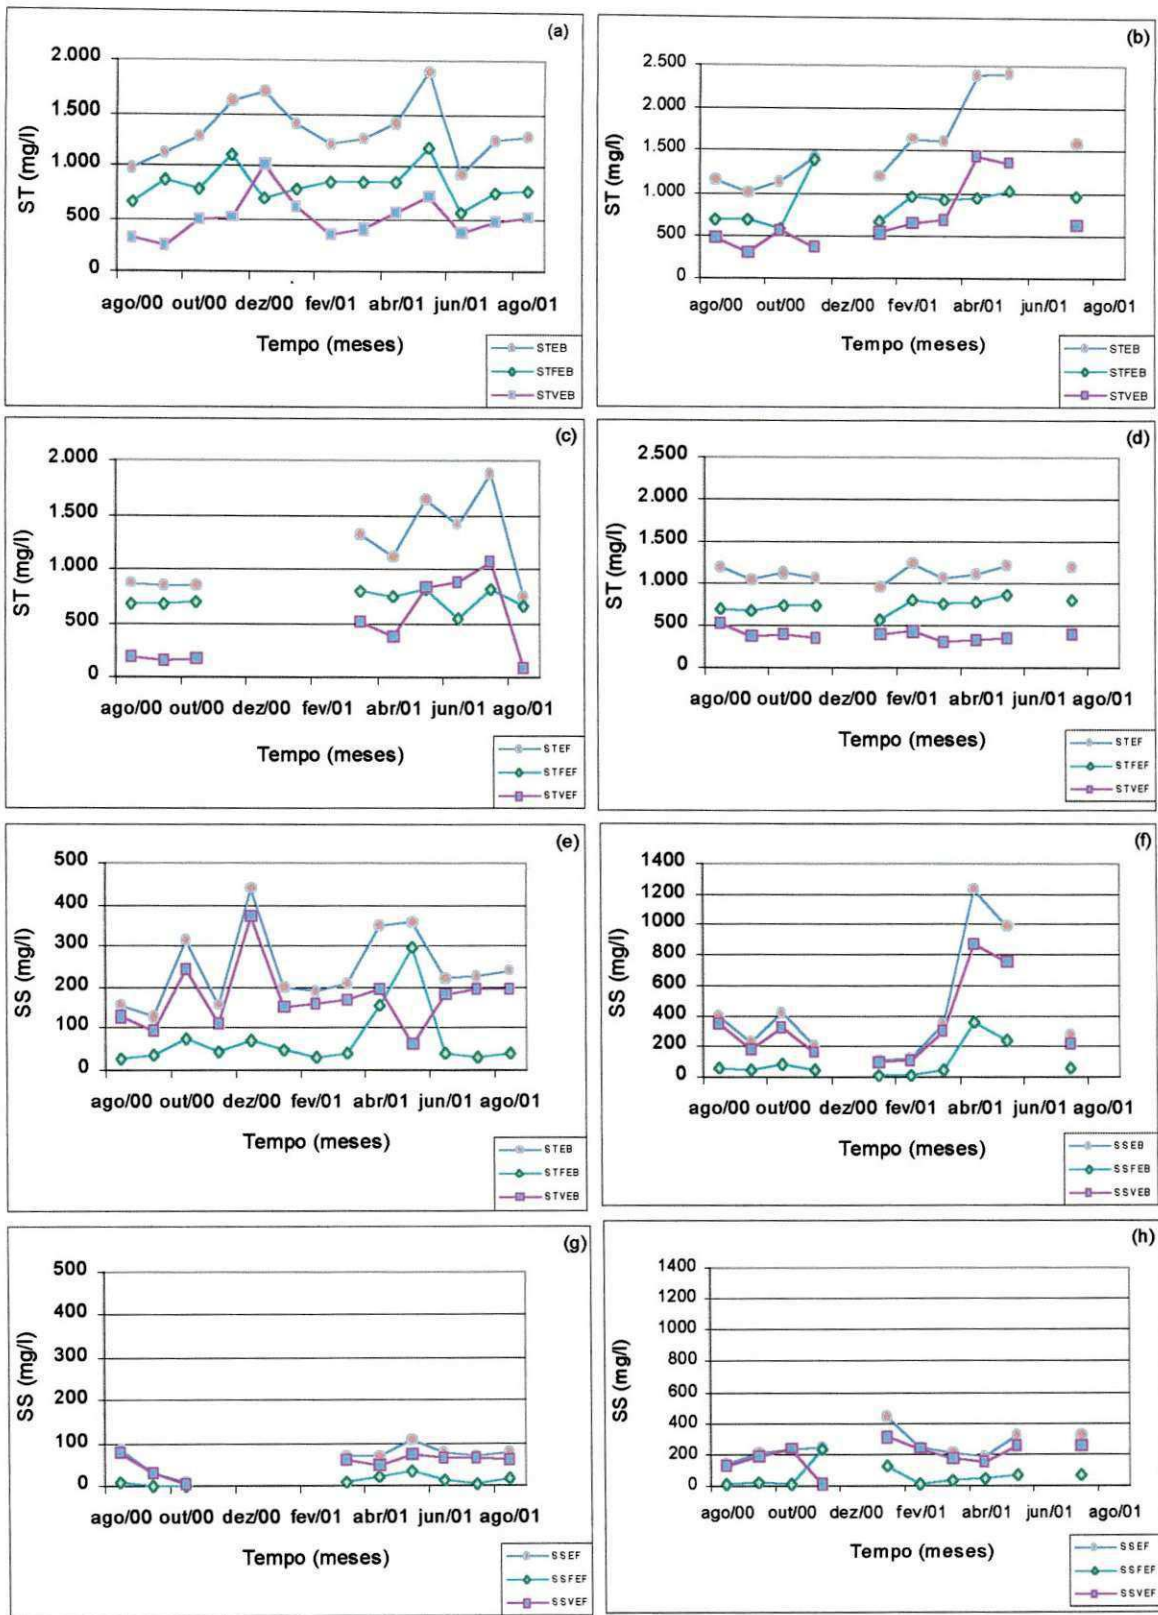 (a)
2.000
1.500
1.000
500
0
ST (mg/l)
ago/00 out/00 dez/00 fev/01 abr/01 jun/01 ago/01
Tempo (meses)
STEB
STFEB
STVEB
(b)
2.500
2.000
1.500
1.000
500
0
ST (mg/l)
ago/00 out/00 dez/00 fev/01 abr/01 jun/01 ago/01
Tempo (meses)
STEB
STFEB
STVEB
(c)
2.000
1.500
1.000
500
0
ST (mg/l)
ago/00 out/00 dez/00 fev/01 abr/01 jun/01 ago/01
Tempo (meses)
STEF
STFEF
STVEF
(d)
2.500
2.000
1.500
1.000
500
0
ST (mg/l)
ago/00 out/00 dez/00 fev/01 abr/01 jun/01 ago/01
Tempo (meses)
STEF
STFEF
STVEF
(e)
500
400
300
200
100
0
SS (mg/l)
ago/00 out/00 dez/00 fev/01 abr/01 jun/01 ago/01
Tempo (meses)
STEB
STFEB
STVEB
(f)
1400
1200
1000
800
600
400
200
0
SS (mg/l)
ago/00 out/00 dez/00 fev/01 abr/01 jun/01 ago/01
Tempo (meses)
SSEB
SSFEB
SSVEB
(g)
500
400
300
200
100
0
SS (mg/l)
ago/00 out/00 dez/00 fev/01 abr/01 jun/01 ago/01
Tempo (meses)
SSEF
SSFEF
SSVEF
(h)
1400
1200
1000
800
600
400
200
0
SS (mg/l)
ago/00 out/00 dez/00 fev/01 abr/01 jun/01 ago/01
Tempo (meses)
SSEF
SSFEF
SSVEF